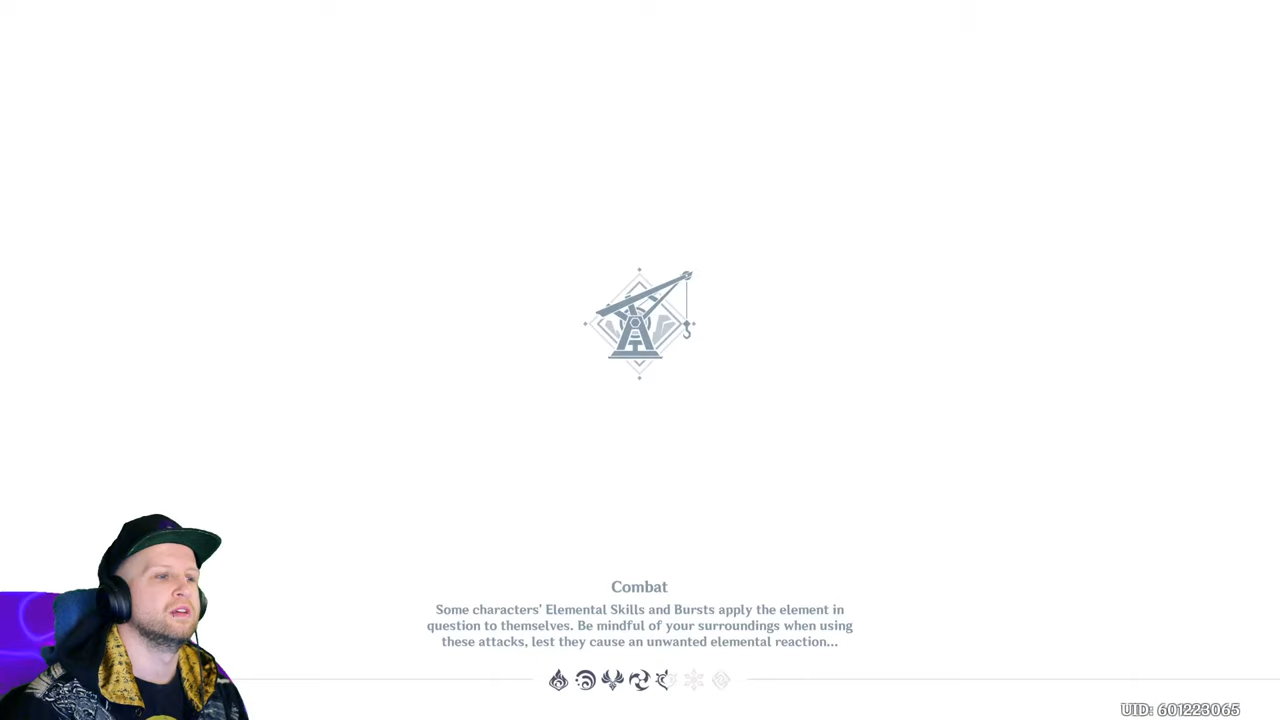 Combat
Some characters' Elemental Skills and Bursts apply the element in
question to themselves. Be mindful of your surroundings when using
these attacks, lest they cause an unwanted elemental reaction...
UID: 601223065